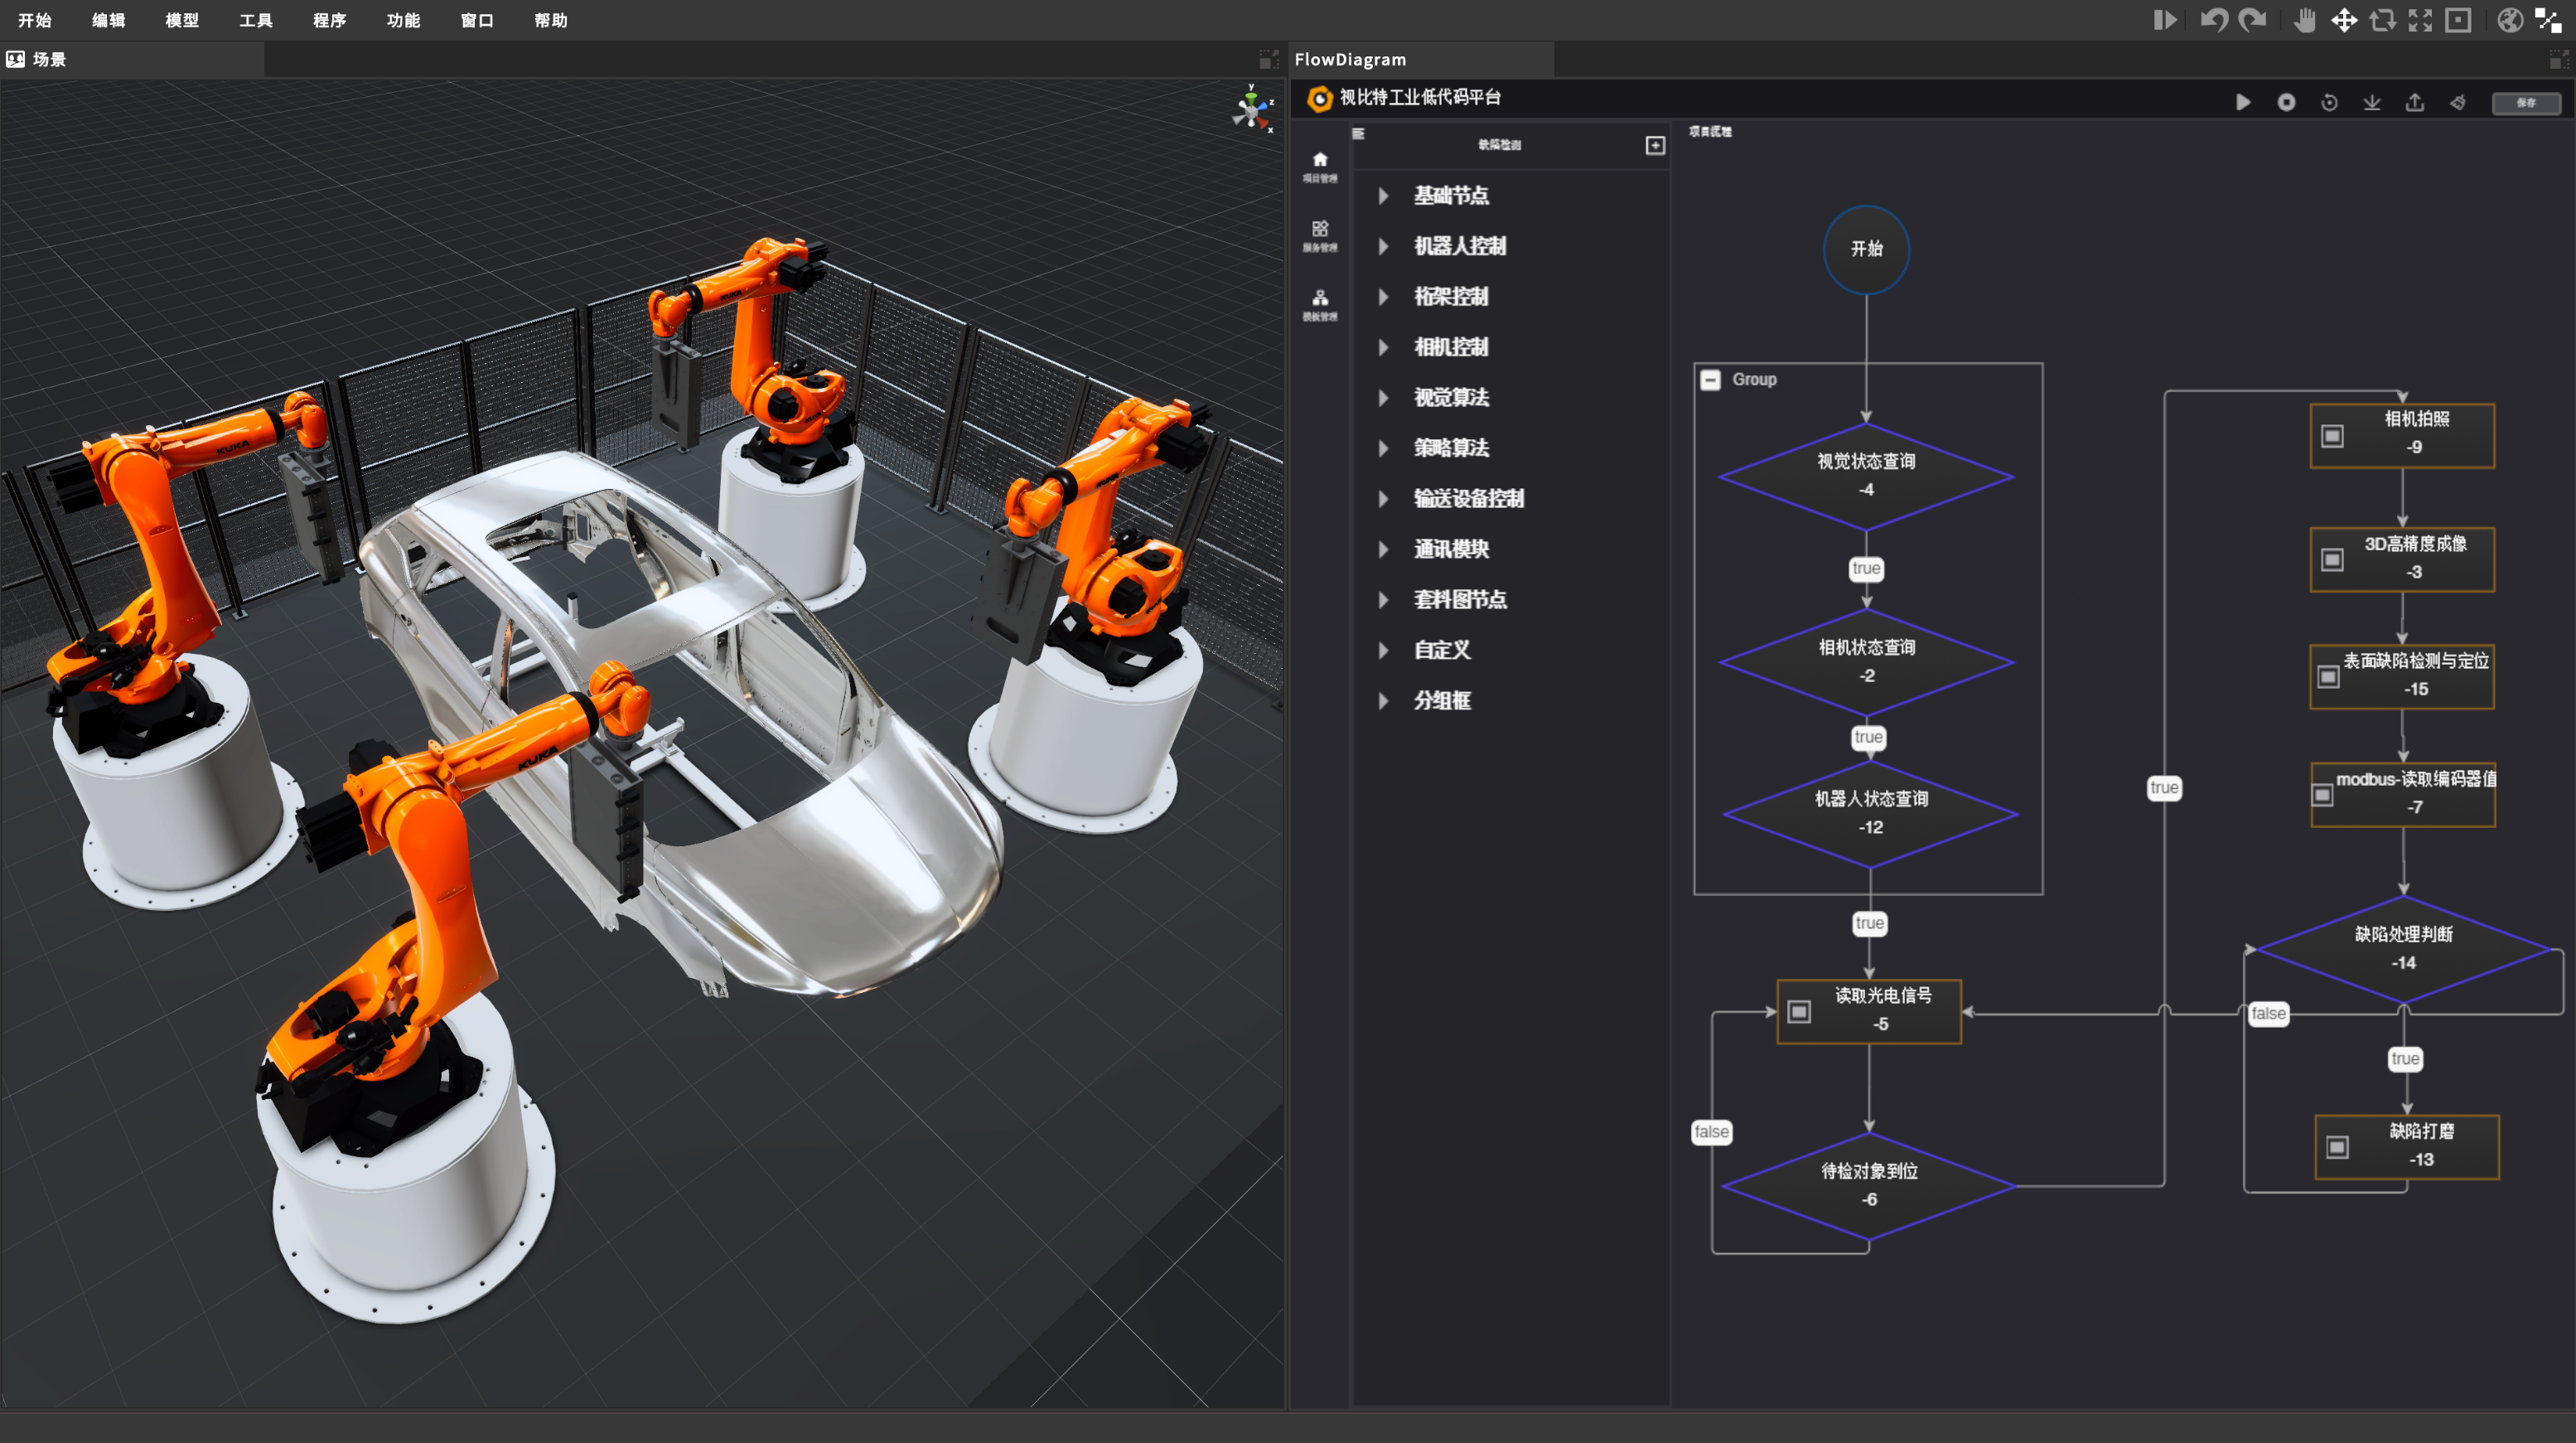 开始 编辑 模型 工具 程序 功能 窗口 帮助
场景
FlowDiagram
视比特工业低代码平台
保存
项目管理
服务管理
模板管理
缺陷检测
基础节点
机器人控制
桁架控制
相机控制
视觉算法
策略算法
输送设备控制
通讯模块
套料图节点
自定义
分组框
项目流程
开始
Group
视觉状态查询
-4
true
相机状态查询
-2
true
机器人状态查询
-12
true
读取光电信号
-5
false
待检对象到位
-6
true
相机拍照
-9
3D高精度成像
-3
表面缺陷检测与定位
-15
modbus-读取编码器值
-7
缺陷处理判断
-14
false
true
缺陷打磨
-13
KUKA
KUKA
KUKA
y
z
x